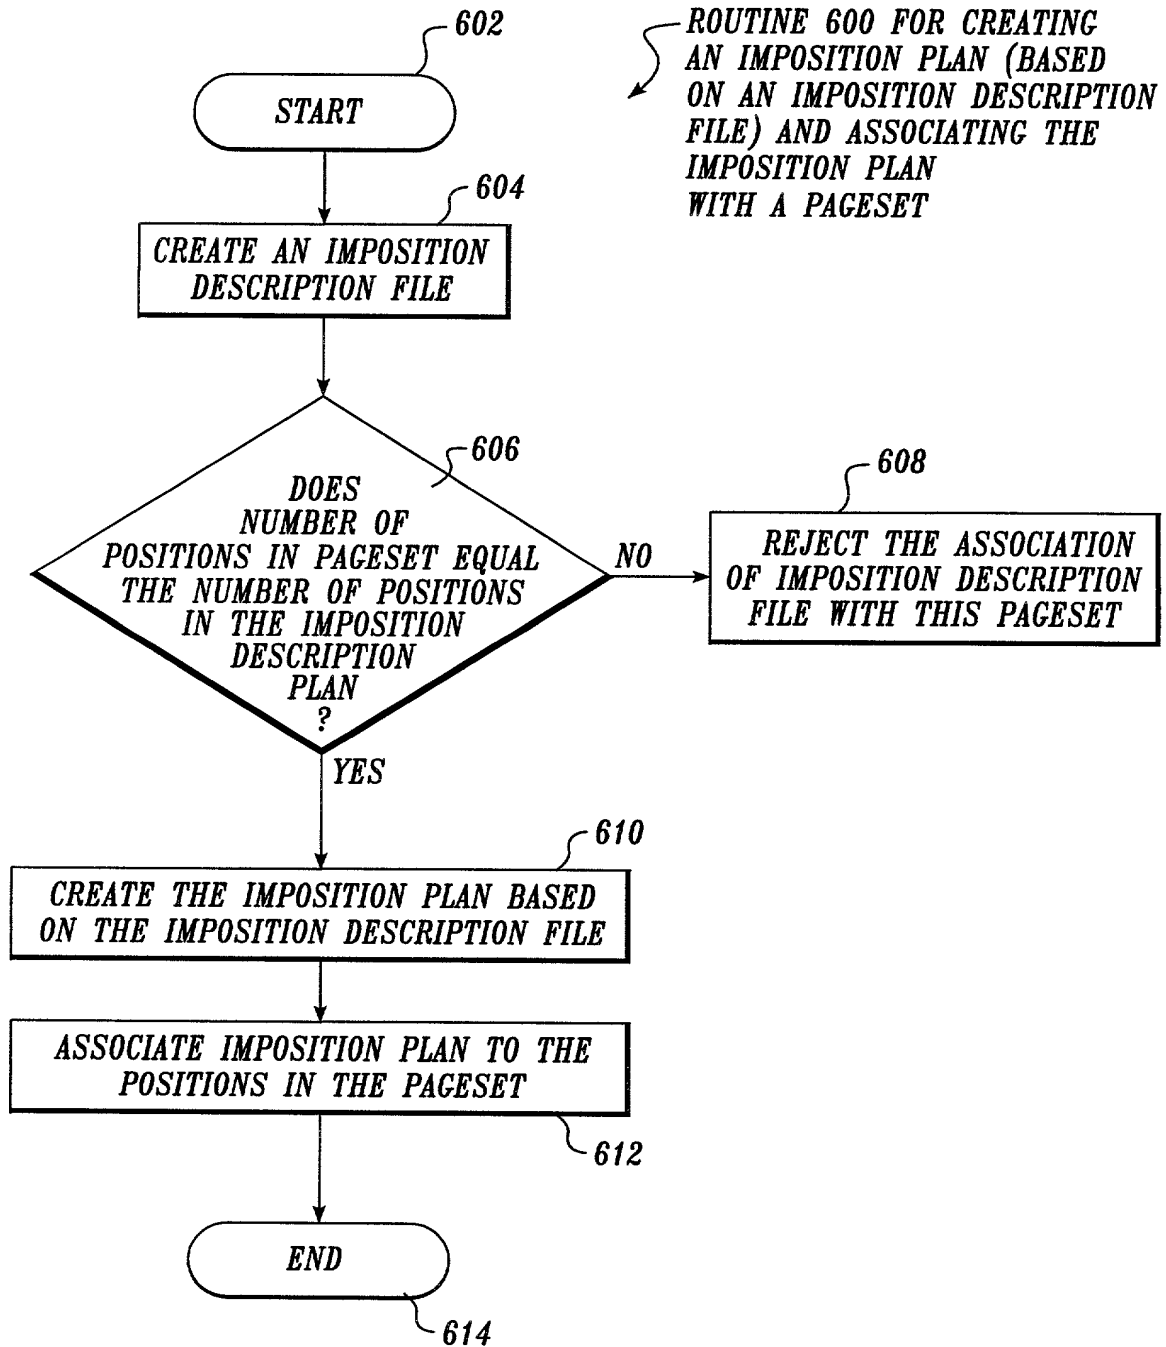 602
START
ROUTINE 600 FOR CREATING
AN IMPOSITION PLAN (BASED
ON AN IMPOSITION DESCRIPTION
FILE) AND ASSOCIATING THE
IMPOSITION PLAN
WITH A PAGESET
604
CREATE AN IMPOSITION
DESCRIPTION FILE
606
DOES
NUMBER OF
POSITIONS IN PAGESET EQUAL
THE NUMBER OF POSITIONS
IN THE IMPOSITION
DESCRIPTION
PLAN
?
NO
608
REJECT THE ASSOCIATION
OF IMPOSITION DESCRIPTION
FILE WITH THIS PAGESET
YES
610
CREATE THE IMPOSITION PLAN BASED
ON THE IMPOSITION DESCRIPTION FILE
ASSOCIATE IMPOSITION PLAN TO THE
POSITIONS IN THE PAGESET
612
END
614